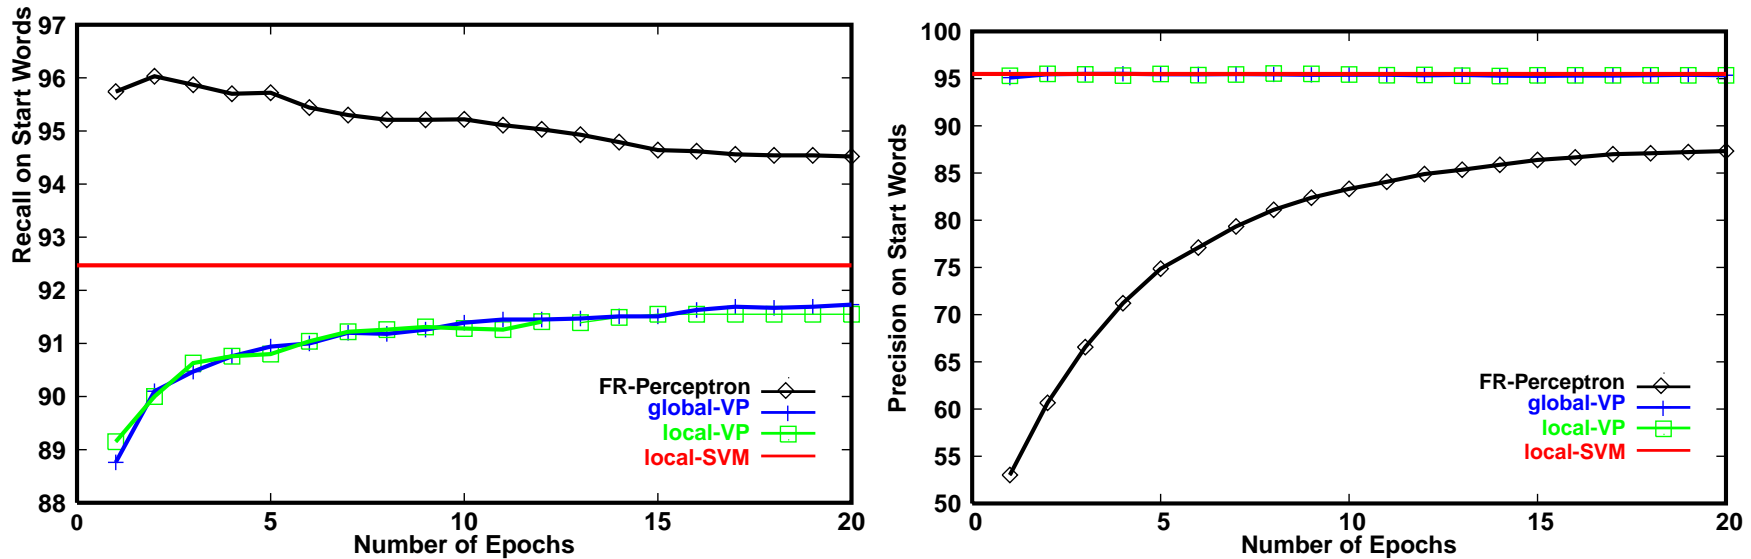 Recall on Start Words
97
96
95
94
93
92
91
90
89
88
0
5
10
15
20
Number of Epochs
FR-Perceptron
global-VP
local-VP
local-SVM
Precision on Start Words
100
95
90
85
80
75
70
65
60
55
50
0
5
10
15
20
Number of Epochs
FR-Perceptron
global-VP
local-VP
local-SVM